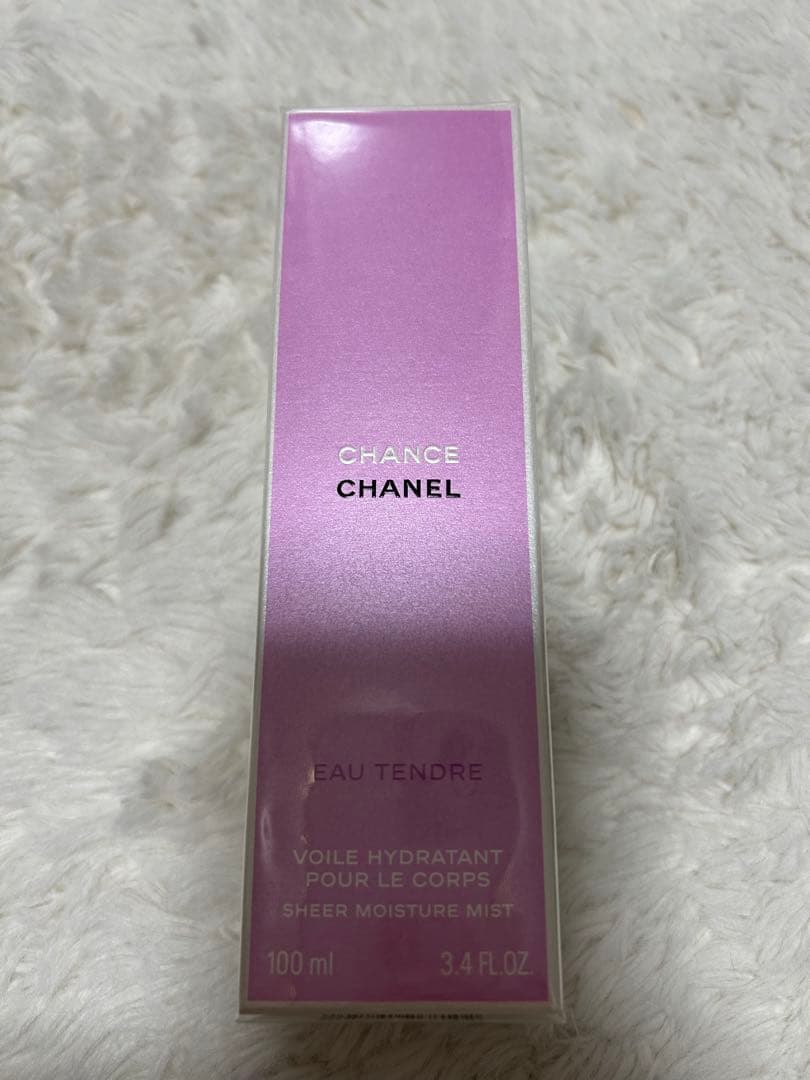 CHANCE
CHANEL
EAU TENDRE
VOILE HYDRATANT
POUR LE CORPS
SHEER MOISTURE MIST
100 ml 3.4 FL.OZ.